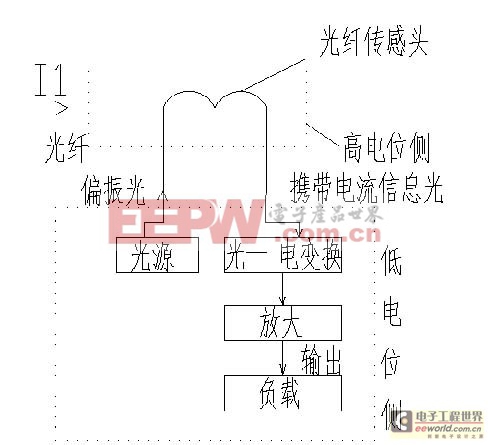 光纤传感头
I1
光纤
高电位侧
偏振光
携带电流信息光
EEPW
电子产品世界
.com.cn
光源
光一 电变换
低电位侧
放大
输出
负载
电子工程世界
eeworld.com.cn